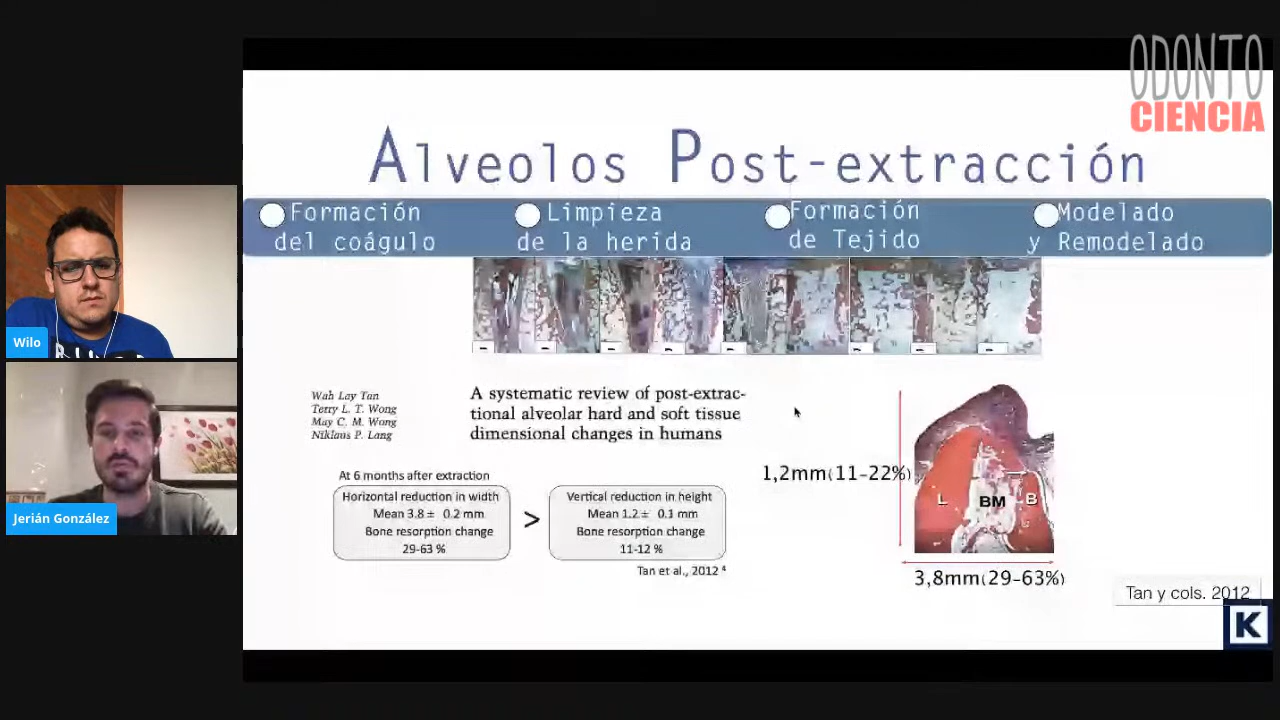 ODONTO
CIENCIA
Alveolos Post-extracción
Formación
del coágulo
Limpieza
de la herida
Formación
de Tejido
Modelado
y Remodelado
Wilo
Jerián González
Wah Lay Tan
Terry L. T. Wong
May C. M. Wong
Niklaus P. Lang
A systematic review of post-extrac-
tional alveolar hard and soft tissue
dimensional changes in humans
At 6 months after extraction
Horizontal reduction in width
Mean 3.8 ± 0.2 mm
Bone resorption change
29-63 %
>
Vertical reduction in height
Mean 1.2 ± 0.1 mm
Bone resorption change
11-12 %
Tan et al., 2012 4
1,2mm(11-22%)
L
BM
B
3,8mm(29-63%)
Tan y cols. 2012
K